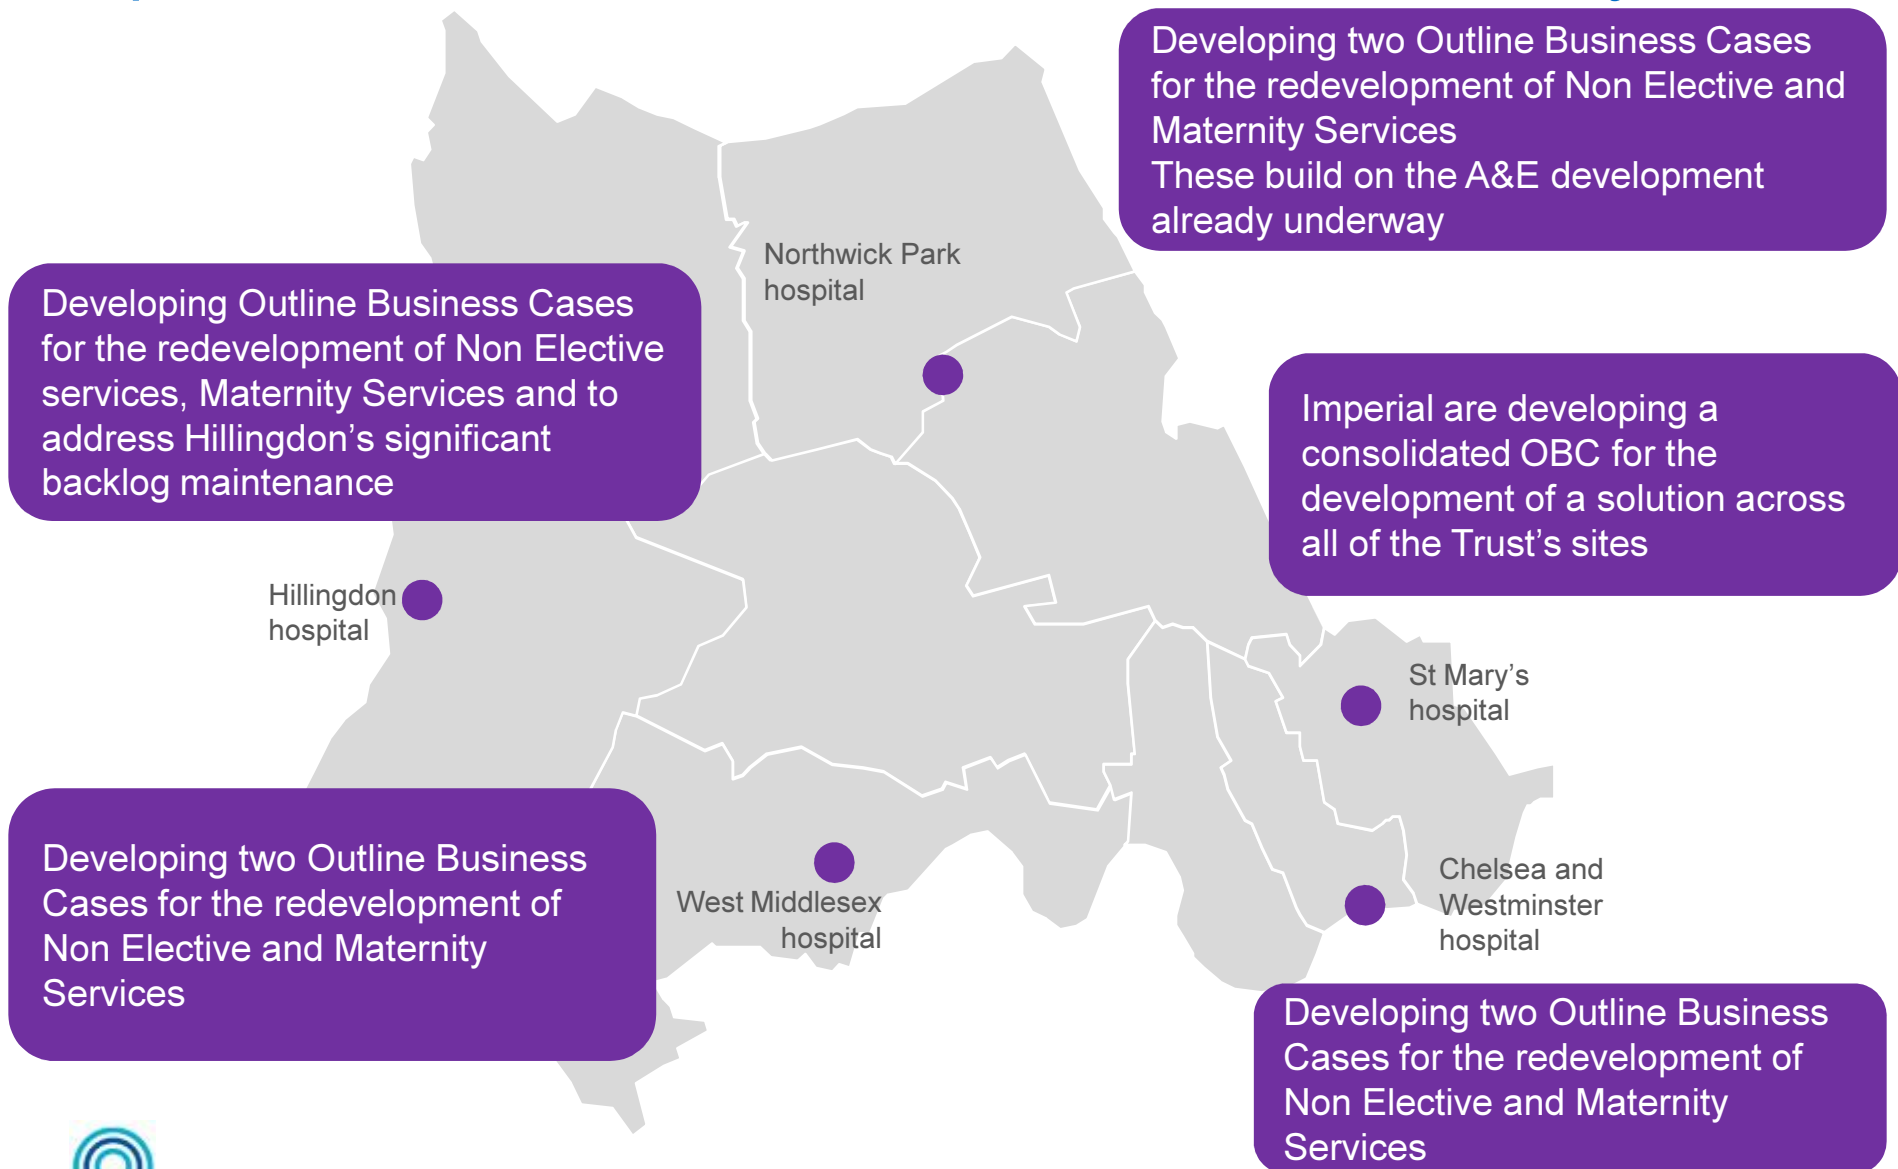 Developing two Outline Business Cases
for the redevelopment of Non Elective and
Maternity Services
These build on the A&E development
already underway
Northwick Park
hospital
Developing Outline Business Cases
for the redevelopment of Non Elective
services, Maternity Services and to
address Hillingdon’s significant
backlog maintenance
Imperial are developing a
consolidated OBC for the
development of a solution across
all of the Trust’s sites
Hillingdon
hospital
St Mary’s
hospital
Developing two Outline Business
Cases for the redevelopment of
Non Elective and Maternity
Services
West Middlesex
hospital
Chelsea and
Westminster
hospital
Developing two Outline Business
Cases for the redevelopment of
Non Elective and Maternity
Services